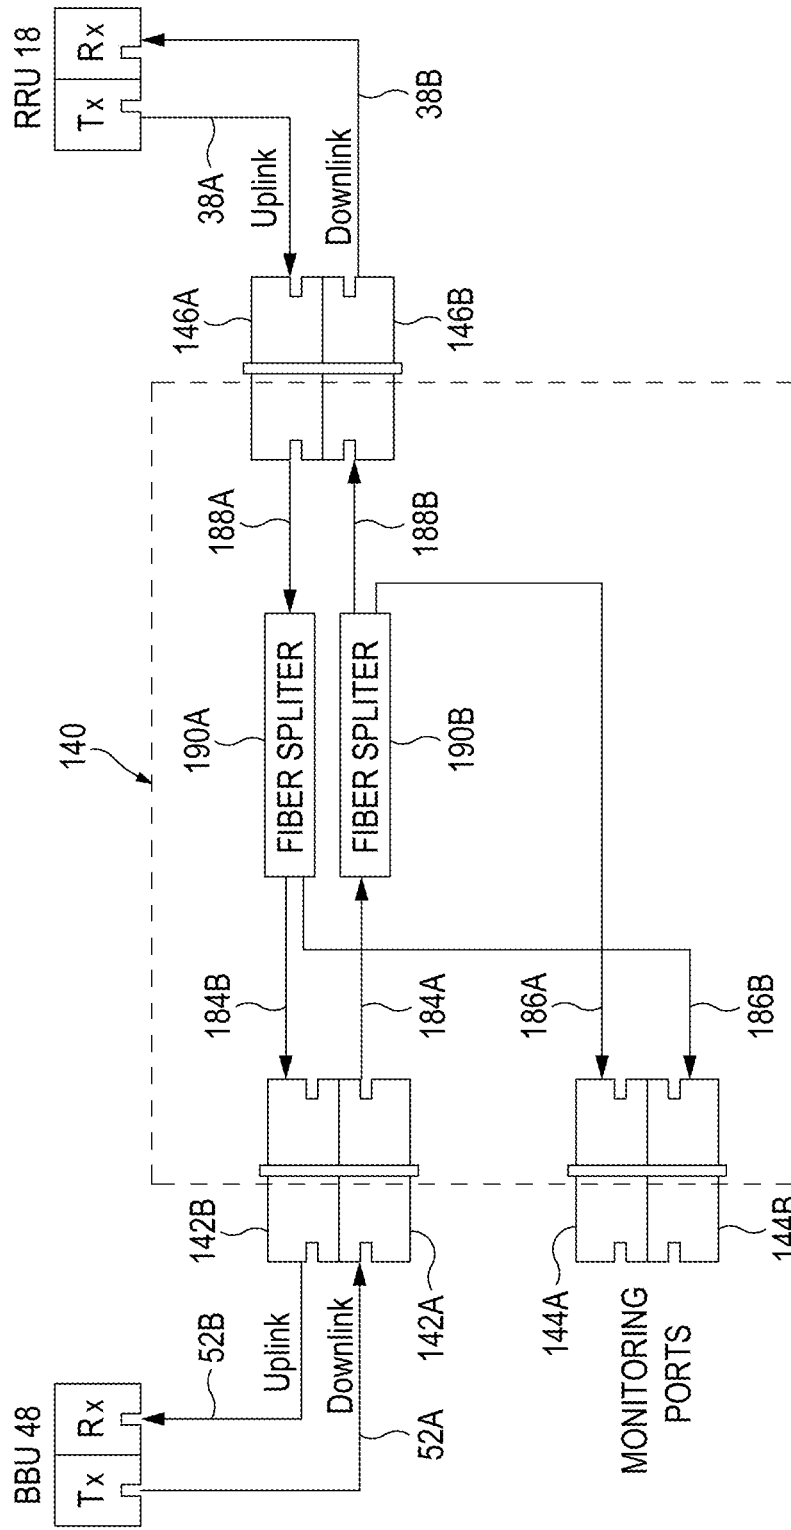 BBU 48
Tx
Rx
52B
Uplink
Downlink
52A
142B
142A
144A
144B
MONITORING
PORTS
184B
184A
186A
186B
140
190A
FIBER SPLITER
FIBER SPLITER
190B
188A
188B
146A
146B
Uplink
Downlink
38A
38B
RRU 18
Tx
Rx